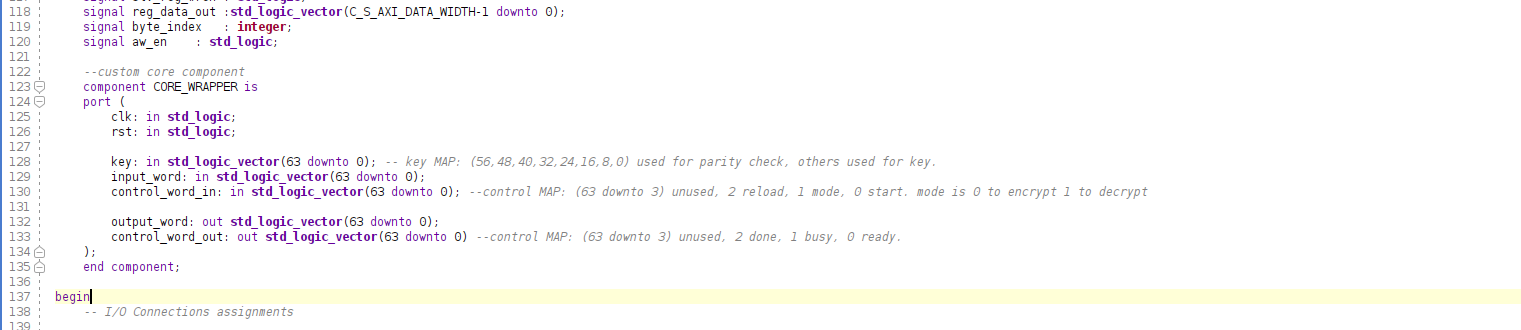 118 signal reg_data_out :std_logic_vector(C_S_AXI_DATA_WIDTH-1 downto 0);
119 signal byte_index : integer;
120 signal aw_en : std_logic;
121
122 --custom core component
123 component CORE_WRAPPER is
124 port (
125 clk: in std_logic;
126 rst: in std_logic;
127
128 key: in std_logic_vector(63 downto 0); -- key MAP: (56,48,40,32,24,16,8,0) used for parity check, others used for key.
129 input_word: in std_logic_vector(63 downto 0);
130 control_word_in: in std_logic_vector(63 downto 0); --control MAP: (63 downto 3) unused, 2 reload, 1 mode, 0 start. mode is 0 to encrypt 1 to decrypt
131
132 output_word: out std_logic_vector(63 downto 0);
133 control_word_out: out std_logic_vector(63 downto 0) --control MAP: (63 downto 3) unused, 2 done, 1 busy, 0 ready.
134 );
135 end component;
136
137 begin
138 -- I/O Connections assignments
139